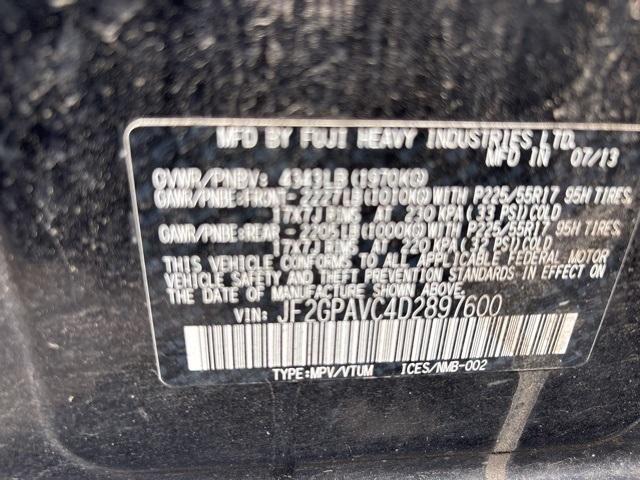 MFD BY FUJI HEAVY INDUSTRIES LTD.
MFD IN 07/13
GVWR/PNBV: 4343LB(1970KG)
GAWR/PNBE:FRONT- 2227LB(1010KG)WITH P225/55R17 95H TIRES,
17X7J RIMS AT 230 KPA(33 PSI)COLD
GAWR/PNBE:REAR - 2205LB(1000KG)WITH P225/55R17 95H TIRES,
17X7J RIMS AT 220 KPA(32 PSI)COLD
THIS VEHICLE CONFORMS TO ALL APPLICABLE FEDERAL MOTOR
VEHICLE SAFETY AND THEFT PREVENTION STANDARDS IN EFFECT ON
THE DATE OF MANUFACTURE SHOWN ABOVE.
VIN: JF2GPAVC4D2897600
TYPE:MPV/VTUM ICES/NMB-002